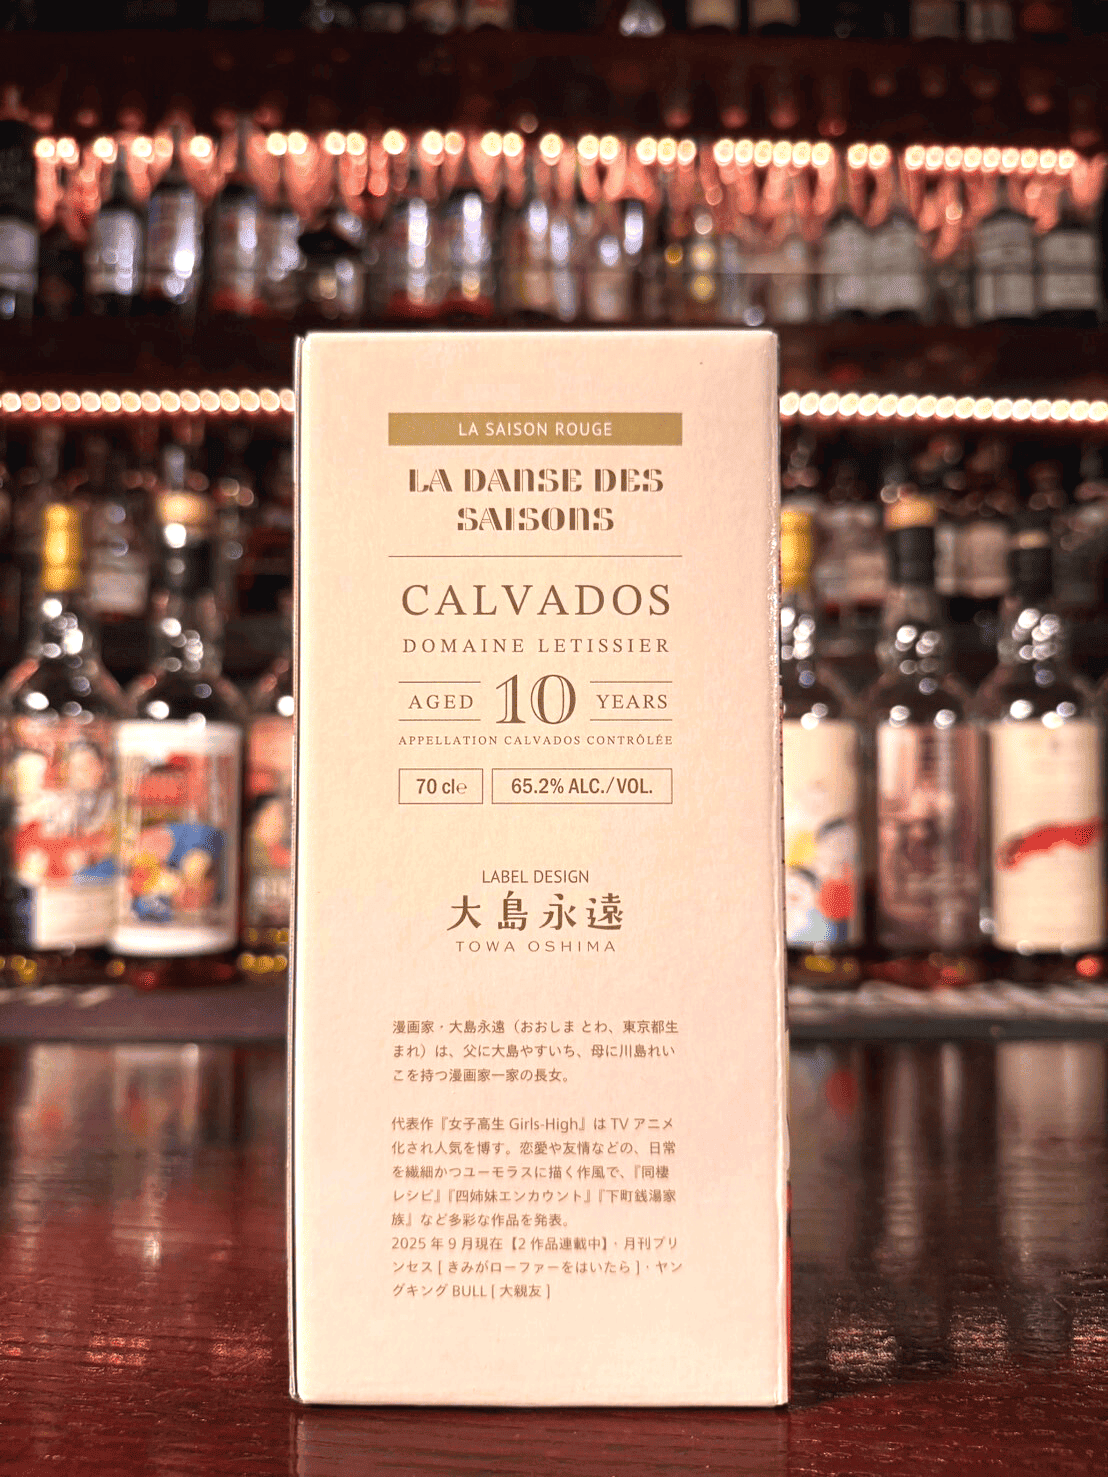 LA SAISON ROUGE
LA DANSE DES
SAISONS
CALVADOS
DOMAINE LETISSIER
AGED 10 YEARS
APPELLATION CALVADOS CONTRÔLÉE
70 cl℮ 65.2% ALC./VOL.
LABEL DESIGN
大島永遠
TOWA OSHIMA
漫画家・大島永遠（おおしま とわ、東京都生
まれ）は、父に大島やすいち、母に川島れい
こを持つ漫画家一家の長女。
代表作『女子高生 Girls-High』は TV アニメ
化され人気を博す。恋愛や友情などの、日常
を繊細かつユーモラスに描く作風で、『同棲
レシピ』『四姉妹エンカウント』『下町銭湯家
族』など多彩な作品を発表。
2025 年 9 月現在【2 作品連載中】・月刊プリ
ンセス [ きみがローファーをはいたら ]・ヤン
グキング BULL [ 大親友 ]